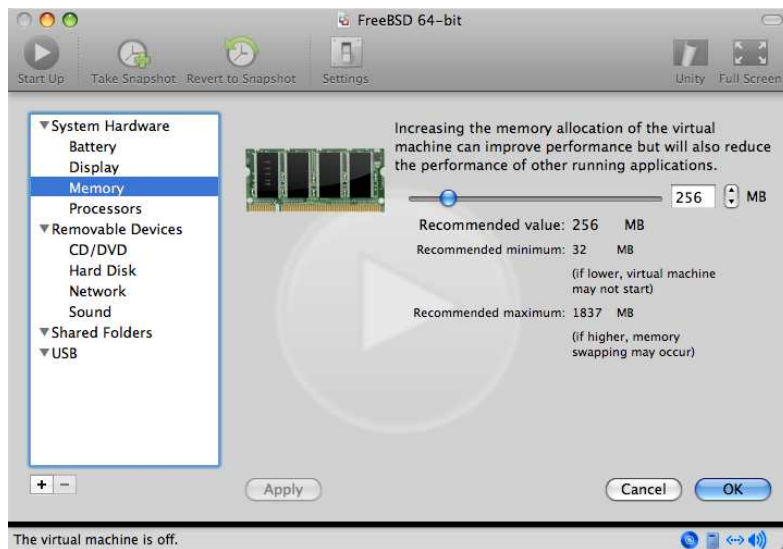 FreeBSD 64-bit
Start Up
Take Snapshot
Revert to Snapshot
Settings
Unity
Full Screen
System Hardware
Battery
Display
Memory
Processors
Removable Devices
CD/DVD
Hard Disk
Network
Sound
Shared Folders
USB
Increasing the memory allocation of the virtual
machine can improve performance but will also reduce
the performance of other running applications.
256 MB
Recommended value: 256 MB
Recommended minimum: 32 MB
(if lower, virtual machine
may not start)
Recommended maximum: 1837 MB
(if higher, memory
swapping may occur)
+ −
Apply
Cancel
OK
The virtual machine is off.